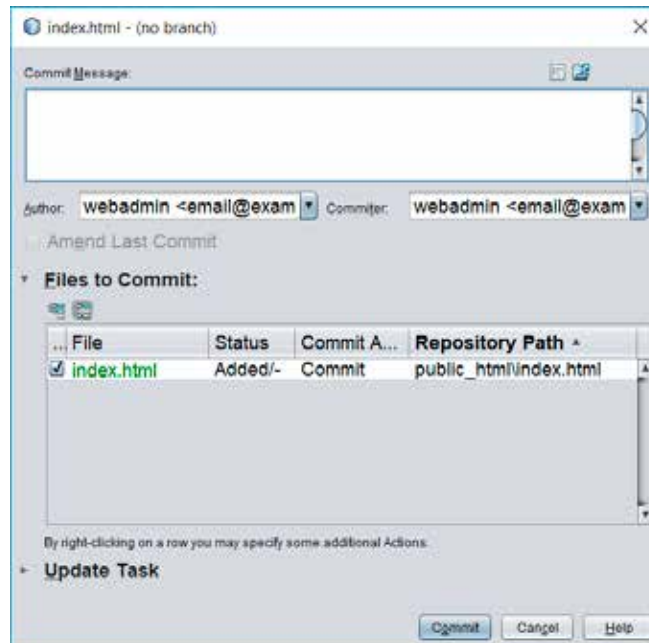 index.html - (no branch)
Commit Message:
Author: webadmin <email@exam Commiter: webadmin <email@exam
Amend Last Commit
Files to Commit:
... File Status Commit A... Repository Path
index.html Added/- Commit public_html\index.html
By right-clicking on a row you may specify some additional Actions.
Update Task
Commit Cancel Help